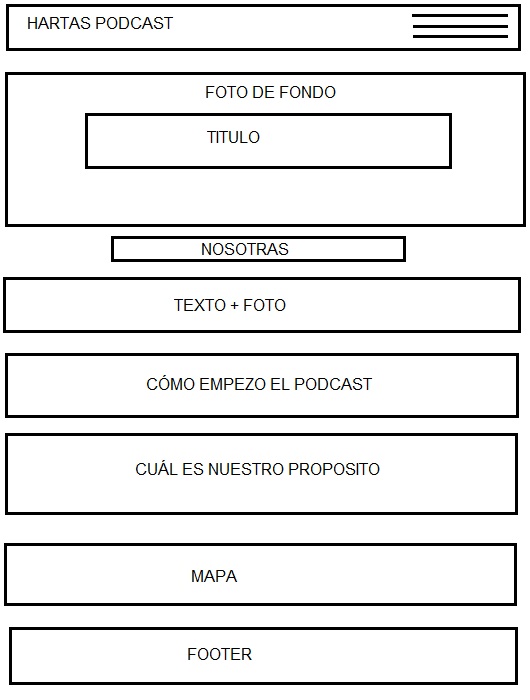 HARTAS PODCAST
FOTO DE FONDO
TITULO
NOSOTRAS
TEXTO + FOTO
CÓMO EMPEZO EL PODCAST
CUÁL ES NUESTRO PROPOSITO
MAPA
FOOTER